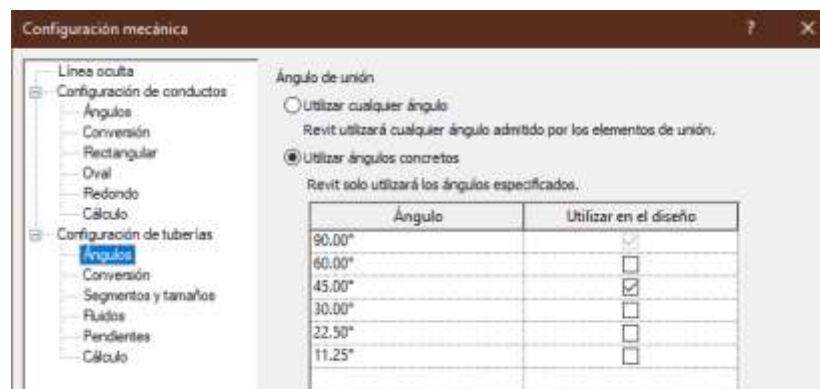 Configuración mecánica ? ×
Línea oculta
Configuración de conductos
Ángulos
Conversión
Rectangular
Oval
Redondo
Cálculo
Configuración de tuberías
Ángulos
Conversión
Segmentos y tamaños
Fluidos
Pendientes
Cálculo
Ángulo de unión
Utilizar cualquier ángulo
Revit utilizará cualquier ángulo admitido por los elementos de unión.
Utilizar ángulos concretos
Revit solo utilizará los ángulos especificados.
Ángulo Utilizar en el diseño
90.00°
60.00°
45.00°
30.00°
22.50°
11.25°